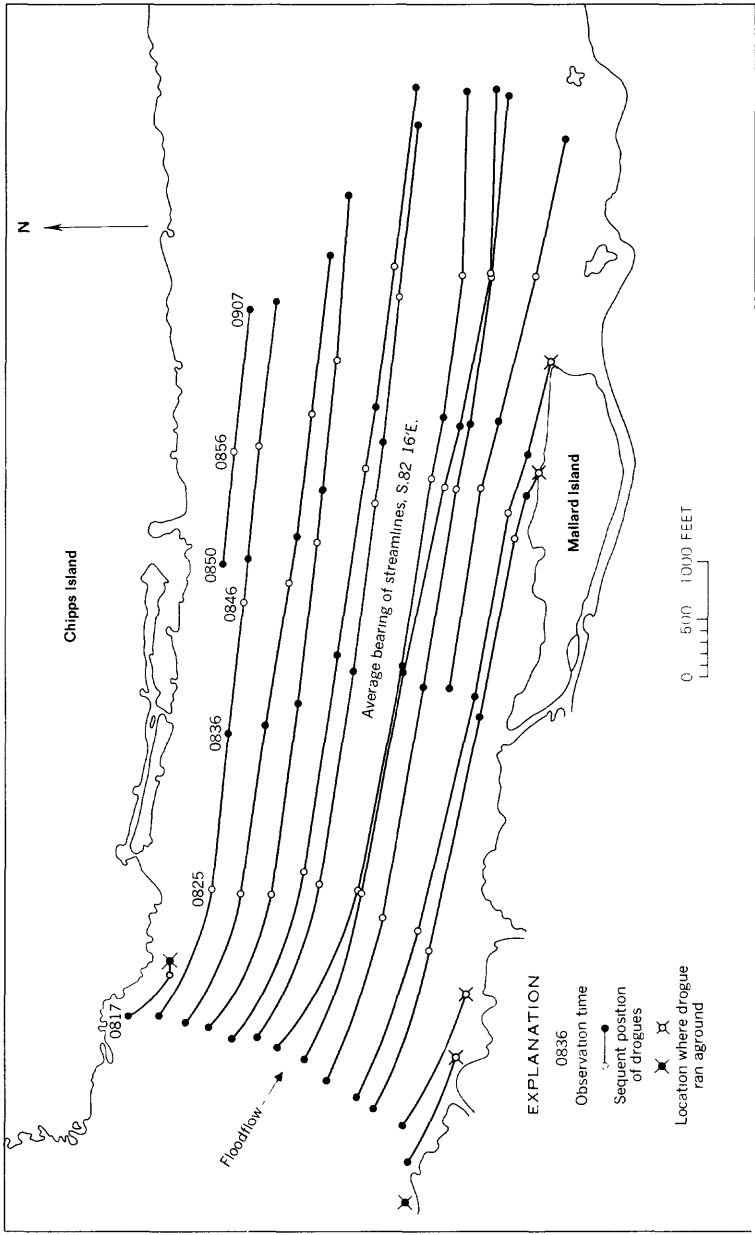 N
Chipps Island
0817
0825
0836
0846
0850
0856
0907
Average bearing of streamlines, S.82 16'E.
Floodflow
Mallard Island
EXPLANATION
0836
Observation time
Sequent position
of drogues
Location where drogue
ran aground
0 500 1000 FEET